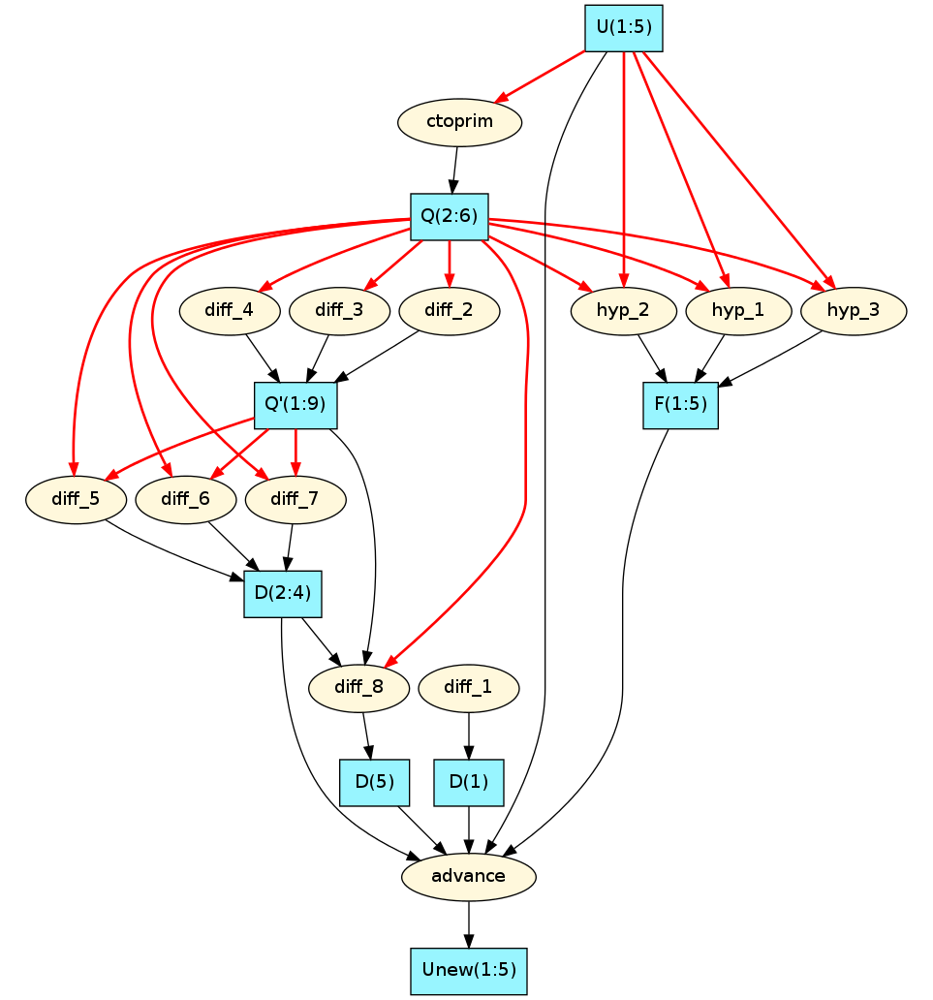 U(1:5)
ctoprim
Q(2:6)
diff_4
diff_3
diff_2
hyp_2
hyp_1
hyp_3
Q'(1:9)
F(1:5)
diff_5
diff_6
diff_7
D(2:4)
diff_8
diff_1
D(5)
D(1)
advance
Unew(1:5)